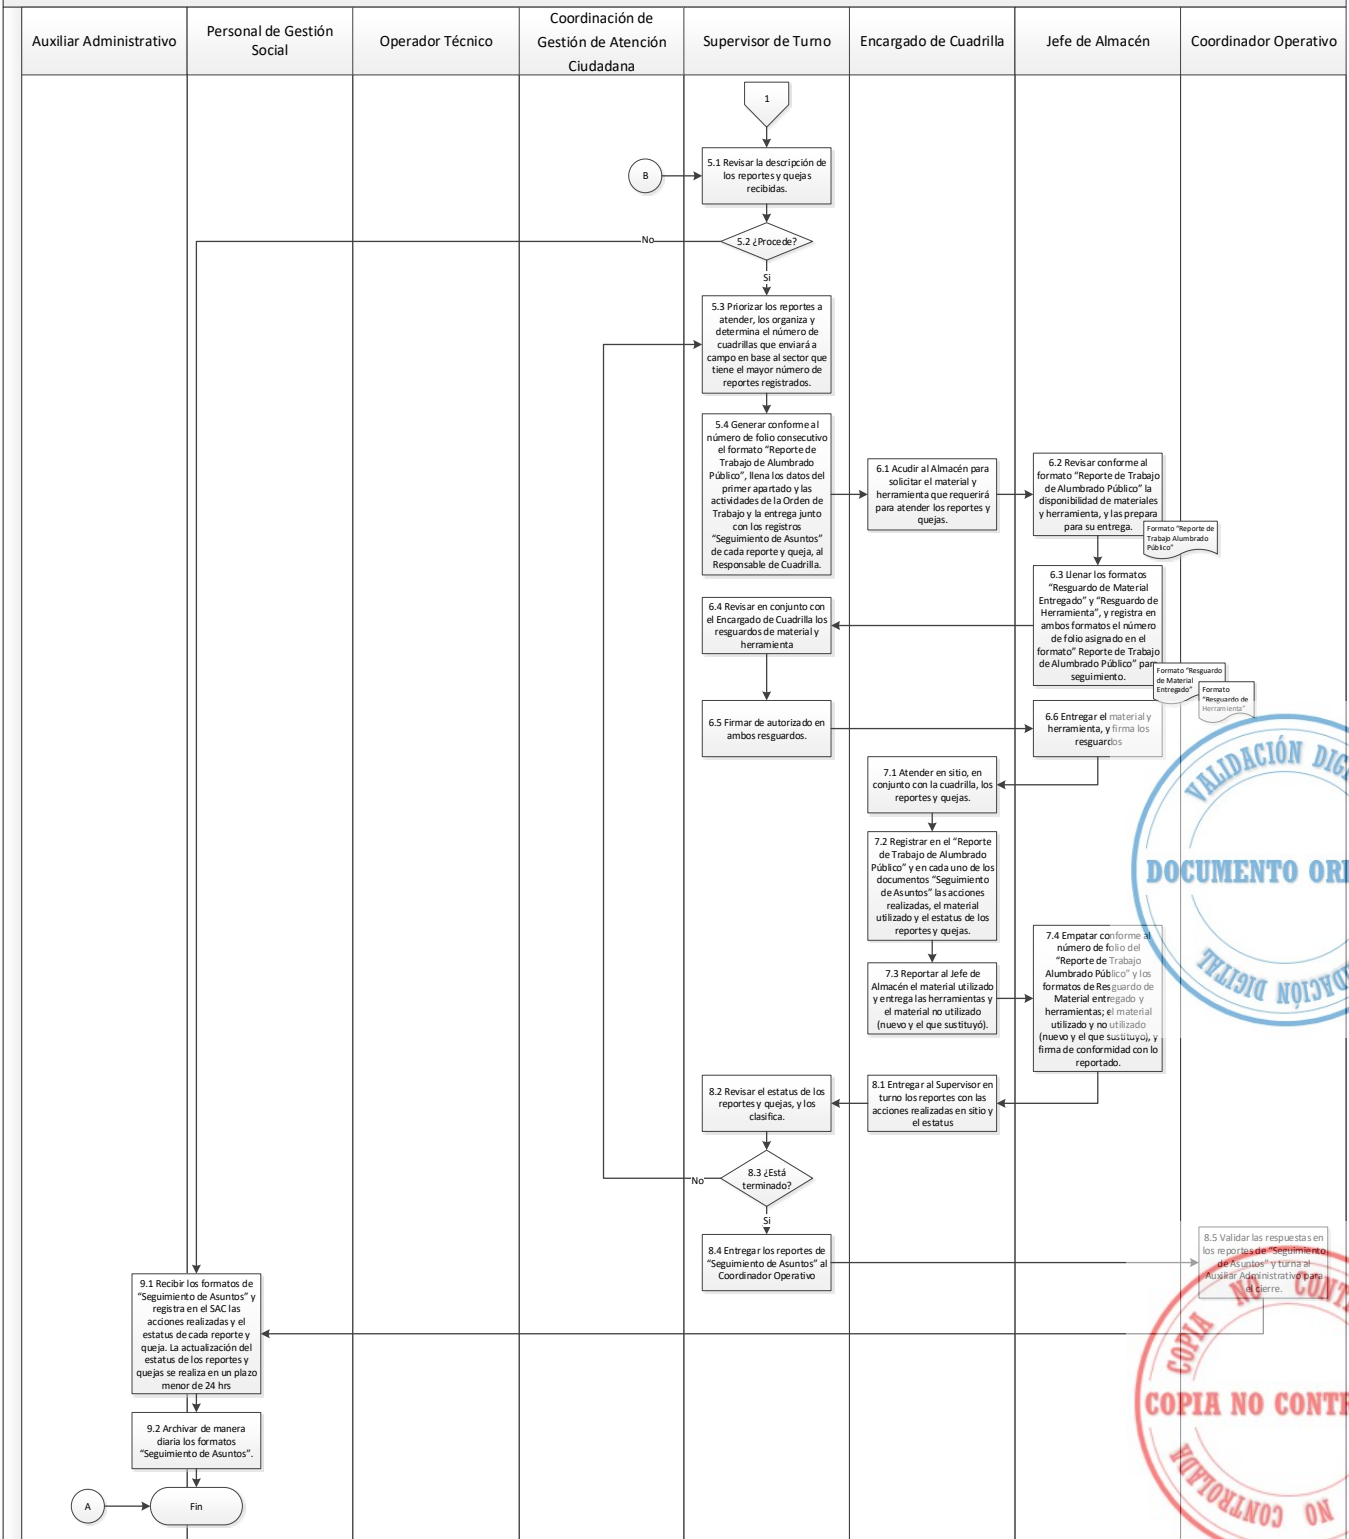 Auxiliar Administrativo
Personal de Gestión
Social
Operador Técnico
Coordinación de
Gestión de Atención
Ciudadana
Supervisor de Turno
Encargado de Cuadrilla
Jefe de Almacén
Coordinador Operativo
1
B
5.1 Revisar la descripción de
los reportes y quejas
recibidas.
5.2 ¿Procede?
No
Si
5.3 Priorizar los reportes a
atender, los organiza y
determina el número de
cuadrillas que enviará a
campo en base al sector que
tiene el mayor número de
reportes registrados.
5.4 Generar conforme al
número de folio consecutivo
el formato “Reporte de
Trabajo de Alumbrado
Público”, llena los datos del
primer apartado y las
actividades de la Orden de
Trabajo y la entrega junto
con los registros
“Seguimiento de Asuntos”
de cada reporte y queja, al
Responsable de Cuadrilla.
6.1 Acudir al Almacén para
solicitar el material y
herramienta que requerirá
para atender los reportes y
quejas.
6.2 Revisar conforme al
formato “Reporte de Trabajo
de Alumbrado Público” la
disponibilidad de materiales
y herramienta, y las prepara
para su entrega.
Formato “Reporte de
Trabajo Alumbrado
Público”
6.3 Llenar los formatos
“Resguardo de Material
Entregado” y “Resguardo de
Herramienta”, y registra en
ambos formatos el número
de folio asignado en el
formato” Reporte de Trabajo
de Alumbrado Público” para
seguimiento.
Formato “Resguardo
de Material
Entregado”
Formato
“Resguardo de
Herramienta”
6.4 Revisar en conjunto con
el Encargado de Cuadrilla los
resguardos de material y
herramienta
6.5 Firmar de autorizado en
ambos resguardos.
6.6 Entregar el material y
herramienta, y firma los
resguardos
7.1 Atender en sitio, en
conjunto con la cuadrilla, los
reportes y quejas.
7.2 Registrar en el “Reporte
de Trabajo de Alumbrado
Público” y en cada uno de los
documentos “Seguimiento
de Asuntos” las acciones
realizadas, el material
utilizado y el estatus de los
reportes y quejas.
7.3 Reportar al Jefe de
Almacén el material utilizado
y entrega las herramientas y
el material no utilizado
(nuevo y el que sustituyó).
7.4 Empatar conforme al
número de folio del
“Reporte de Trabajo
Alumbrado Público” y los
formatos de Resguardo de
Material entregado y
herramientas; el material
utilizado y no utilizado
(nuevo y el que sustituyo), y
firma de conformidad con lo
reportado.
8.1 Entregar al Supervisor en
turno los reportes con las
acciones realizadas en sitio y
el estatus
8.2 Revisar el estatus de los
reportes y quejas, y los
clasifica.
8.3 ¿Está
terminado?
No
Si
8.4 Entregar los reportes de
“Seguimiento de Asuntos” al
Coordinador Operativo
8.5 Validar las respuestas en
los reportes de “Seguimiento
de Asuntos” y turna al
Auxiliar Administrativo para
el cierre.
9.1 Recibir los formatos de
“Seguimiento de Asuntos” y
registra en el SAC las
acciones realizadas y el
estatus de cada reporte y
queja. La actualización del
estatus de los reportes y
quejas se realiza en un plazo
menor de 24 hrs
9.2 Archivar de manera
diaria los formatos
“Seguimiento de Asuntos”.
A
Fin
VALIDACIÓN DIG
DOCUMENTO ORI
IDACIÓN DIGITAL
COPIA NO CONT
COPIA NO CONTR
NO CONTROLADA